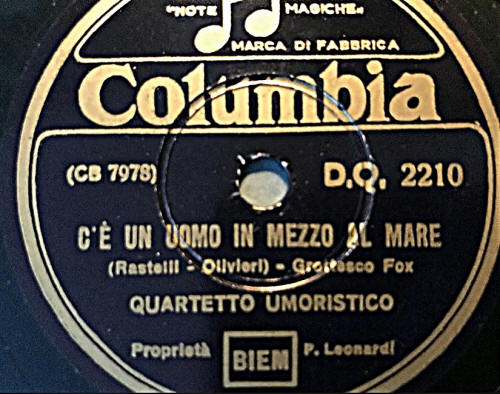 "NOTE MAGICHE"
MARCA DI FABBRICA
Columbia
(CB 7978) D.Q. 2210
C'È UN UOMO IN MEZZO AL MARE
(Rastelli - Olivieri) - Grottesco Fox
QUARTETTO UMORISTICO
Proprietà BIEM P. Leonardi